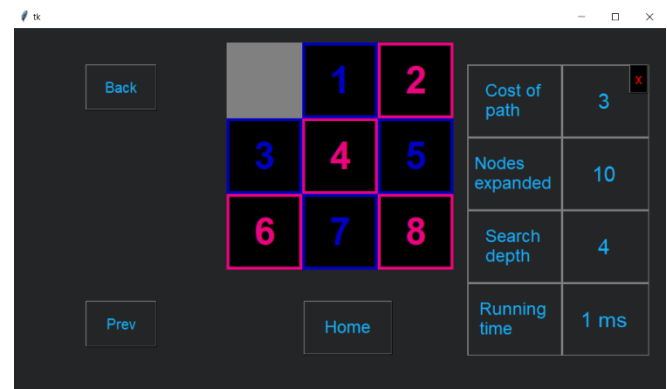 tk
Back
1 2
3 4 5
6 7 8
Prev
Home
x
Cost of
path
3
Nodes
expanded
10
Search
depth
4
Running
time
1 ms